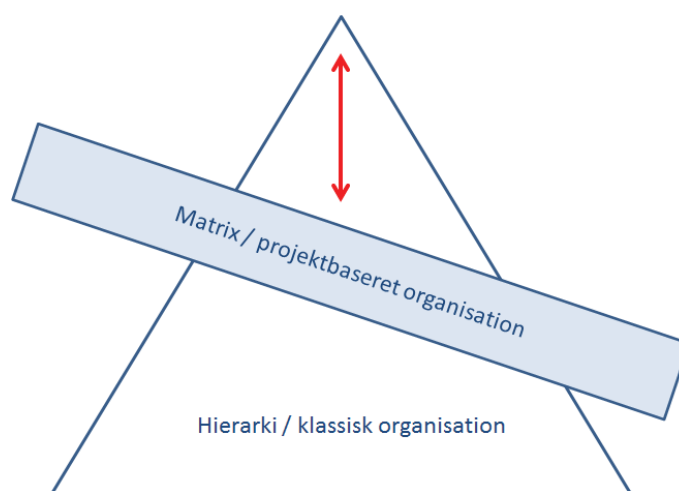 Matrix / projektbaseret organisation
Hierarki / klassisk organisation